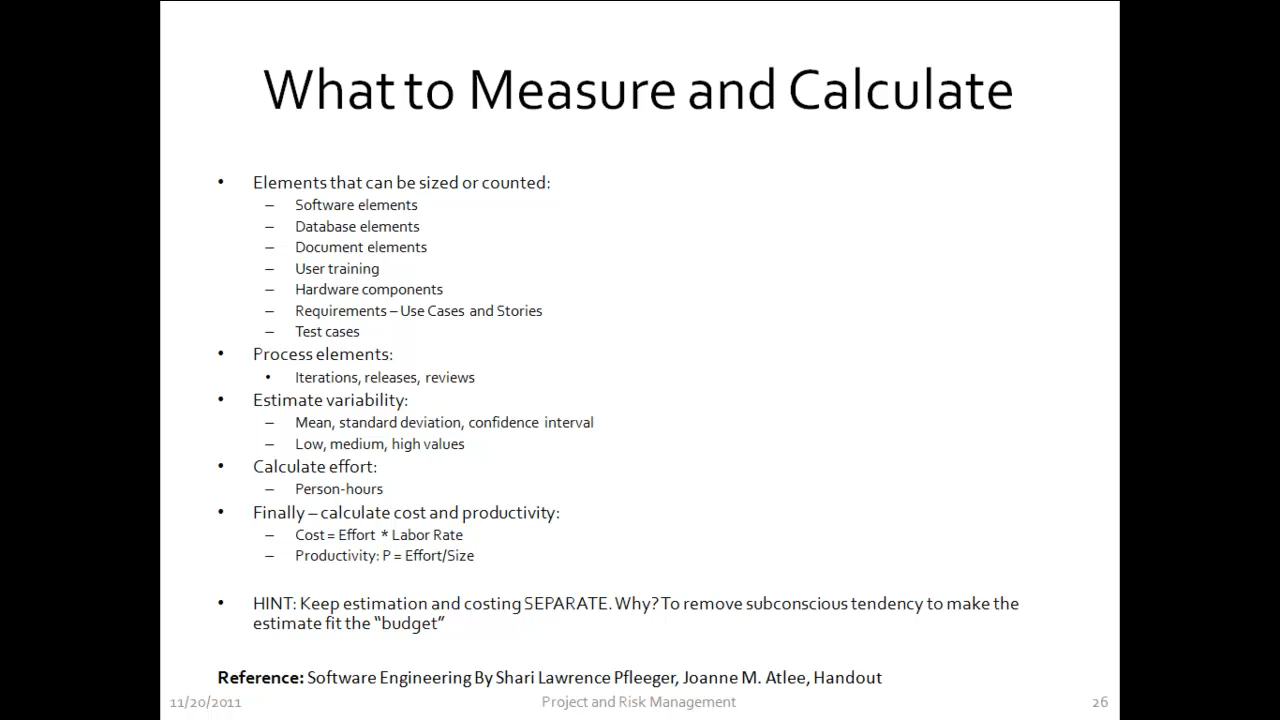 What to Measure and Calculate
• Elements that can be sized or counted:
– Software elements
– Database elements
– Document elements
– User training
– Hardware components
– Requirements – Use Cases and Stories
– Test cases
• Process elements:
• Iterations, releases, reviews
• Estimate variability:
– Mean, standard deviation, confidence interval
– Low, medium, high values
• Calculate effort:
– Person-hours
• Finally – calculate cost and productivity:
– Cost = Effort * Labor Rate
– Productivity: P = Effort/Size
• HINT: Keep estimation and costing SEPARATE. Why? To remove subconscious tendency to make the
estimate fit the “budget”
Reference: Software Engineering By Shari Lawrence Pfleeger, Joanne M. Atlee, Handout
11/20/2011 Project and Risk Management 26